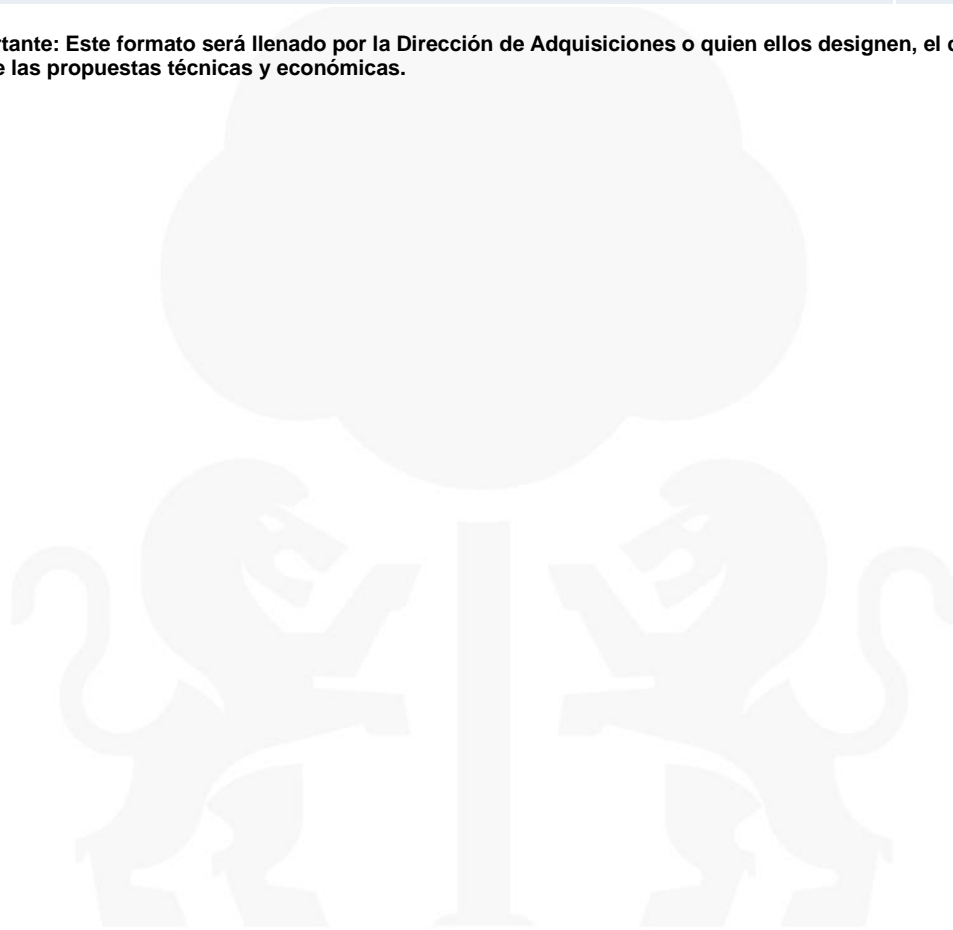 rtante: Este formato será llenado por la Dirección de Adquisiciones o quien ellos designen, el
e las propuestas técnicas y económicas.